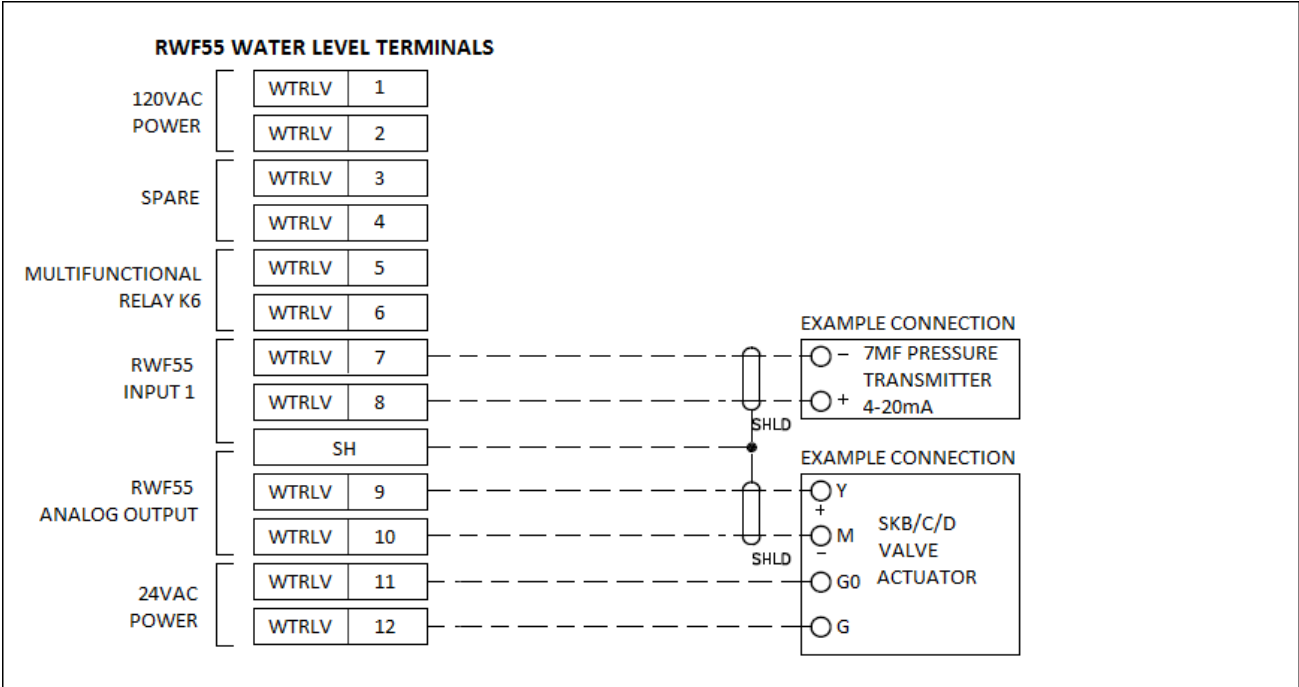 RWF55 WATER LEVEL TERMINALS
120VAC
POWER
WTRLV 1
WTRLV 2
SPARE
WTRLV 3
WTRLV 4
MULTIFUNCTIONAL
RELAY K6
WTRLV 5
WTRLV 6
RWF55
INPUT 1
WTRLV 7
WTRLV 8
SH
RWF55
ANALOG OUTPUT
WTRLV 9
WTRLV 10
24VAC
POWER
WTRLV 11
WTRLV 12
SHLD
SHLD
EXAMPLE CONNECTION
− 7MF PRESSURE
TRANSMITTER
+ 4-20mA
EXAMPLE CONNECTION
Y
+
M
−
G0
G
SKB/C/D
VALVE
ACTUATOR